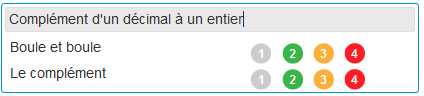 Complément d'un décimal à un entier
Boule et boule 1 2 3 4
Le complément 1 2 3 4